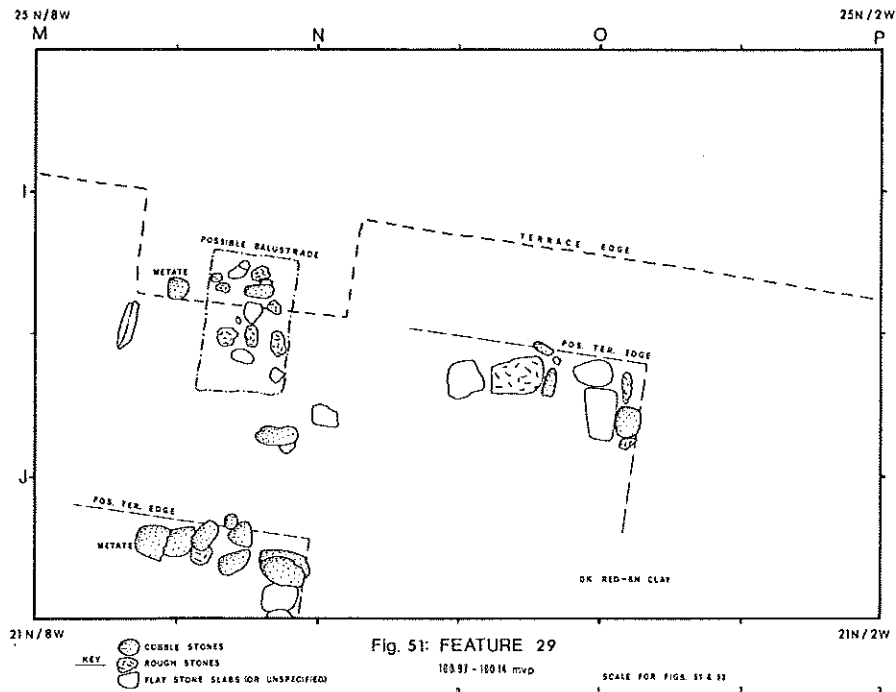 25 N/8W 25N/2W
M N O P
I
TERRACE EDGE
POSSIBLE BALUSTRADE
METATE
POS. TER. EDGE
J
POS. TER. EDGE
METATE
DK RED-BN CLAY
21N/8W 21N/2W
KEY
COBBLE STONES
ROUGH STONES
FLAT STONE SLABS (OR UNSPECIFIED)
Fig. 51: FEATURE 29
mvp
SCALE FOR FIGS. 51 &